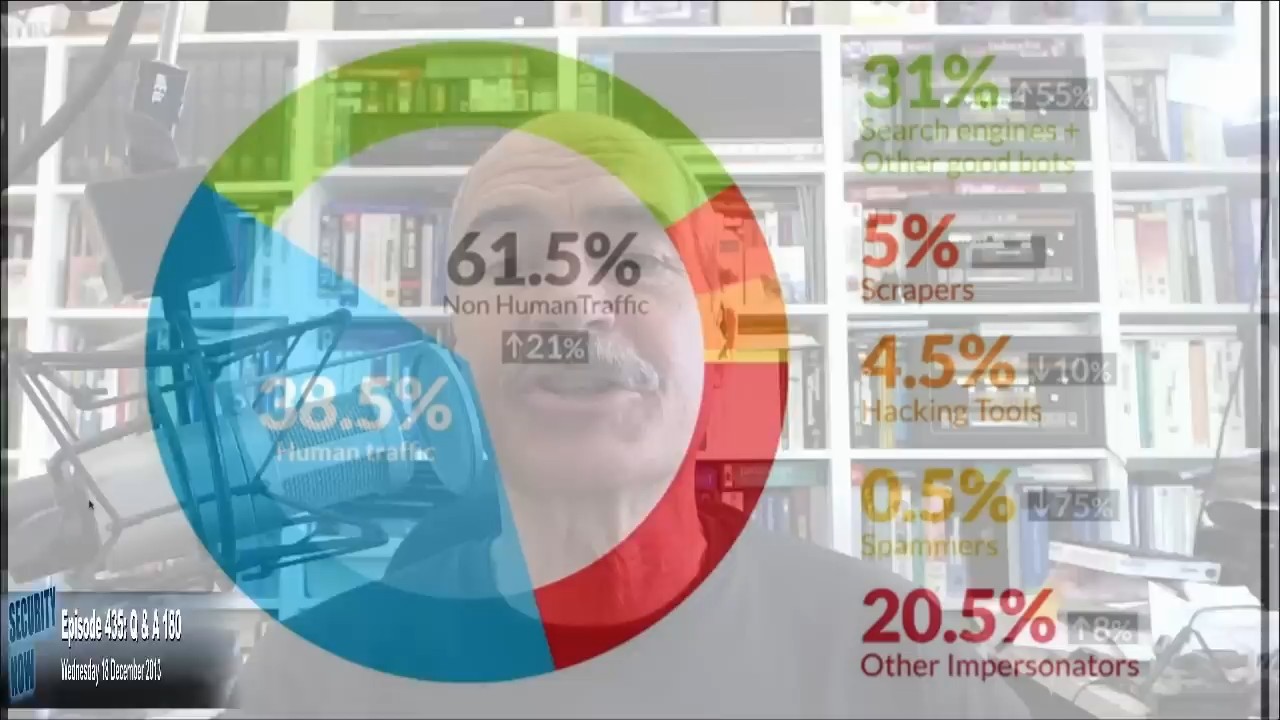 61.5%
Non HumanTraffic
↑21%
38.5%
Human traffic
31% ↑55%
Search engines +
Other good bots
5%
Scrapers
4.5% ↓10%
Hacking Tools
0.5% ↓75%
Spammers
20.5% ↑8%
Other Impersonators
SECURITY
NOW
Episode 435: Q & A 180
Wednesday 18 December 2013